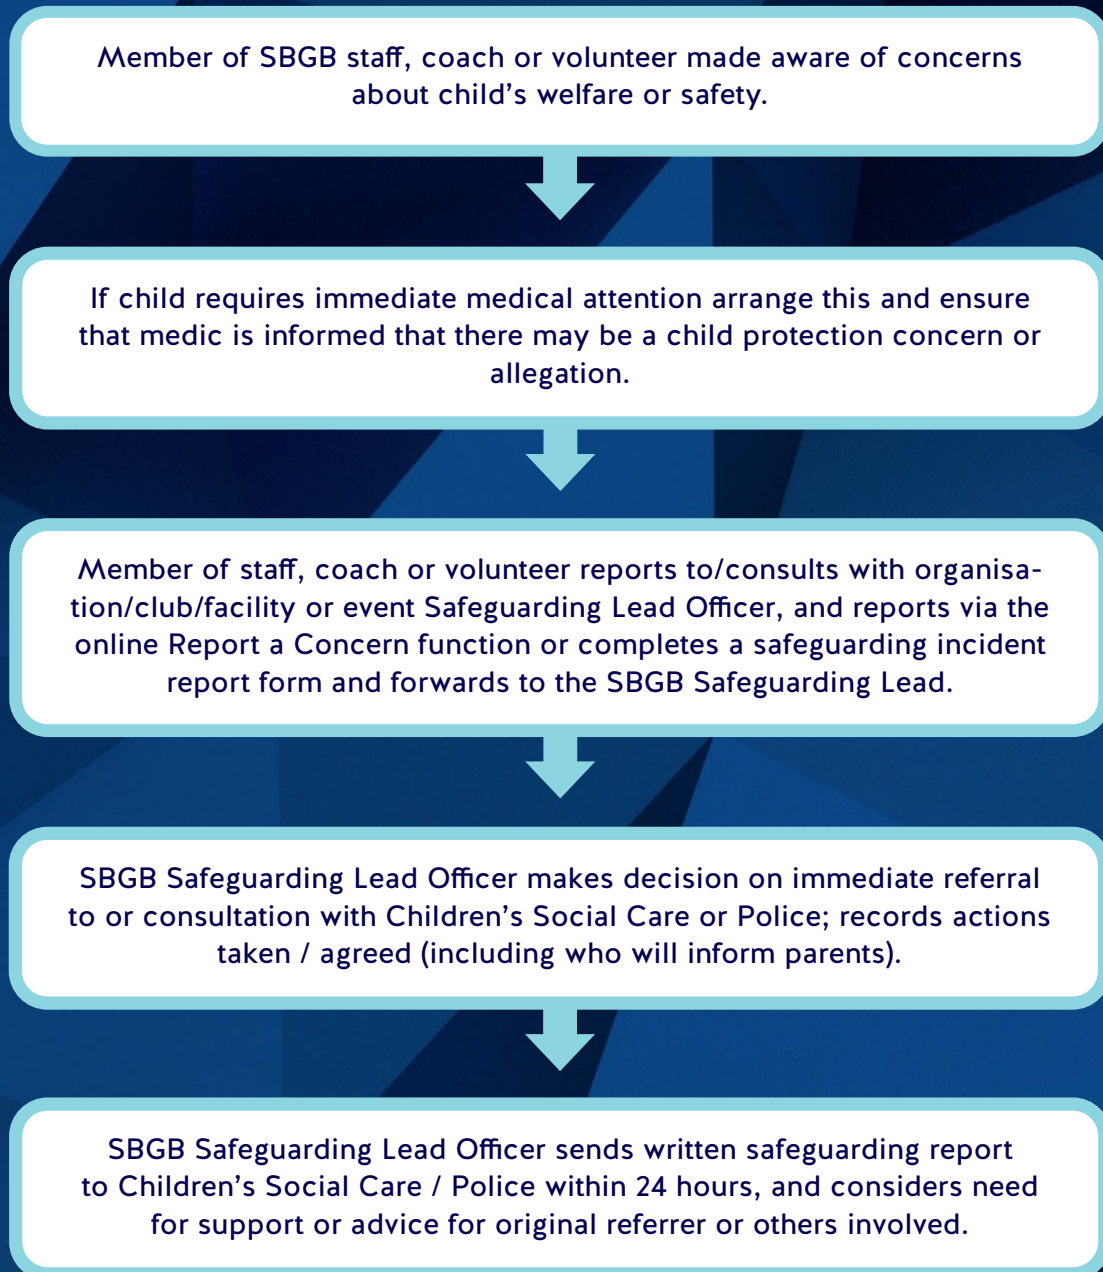 Member of SBGB staff, coach or volunteer made aware of concerns
about child’s welfare or safety.
If child requires immediate medical attention arrange this and ensure
that medic is informed that there may be a child protection concern or
allegation.
Member of staff, coach or volunteer reports to/consults with organisa-
tion/club/facility or event Safeguarding Lead Officer, and reports via the
online Report a Concern function or completes a safeguarding incident
report form and forwards to the SBGB Safeguarding Lead.
SBGB Safeguarding Lead Officer makes decision on immediate referral
to or consultation with Children’s Social Care or Police; records actions
taken / agreed (including who will inform parents).
SBGB Safeguarding Lead Officer sends written safeguarding report
to Children’s Social Care / Police within 24 hours, and considers need
for support or advice for original referrer or others involved.